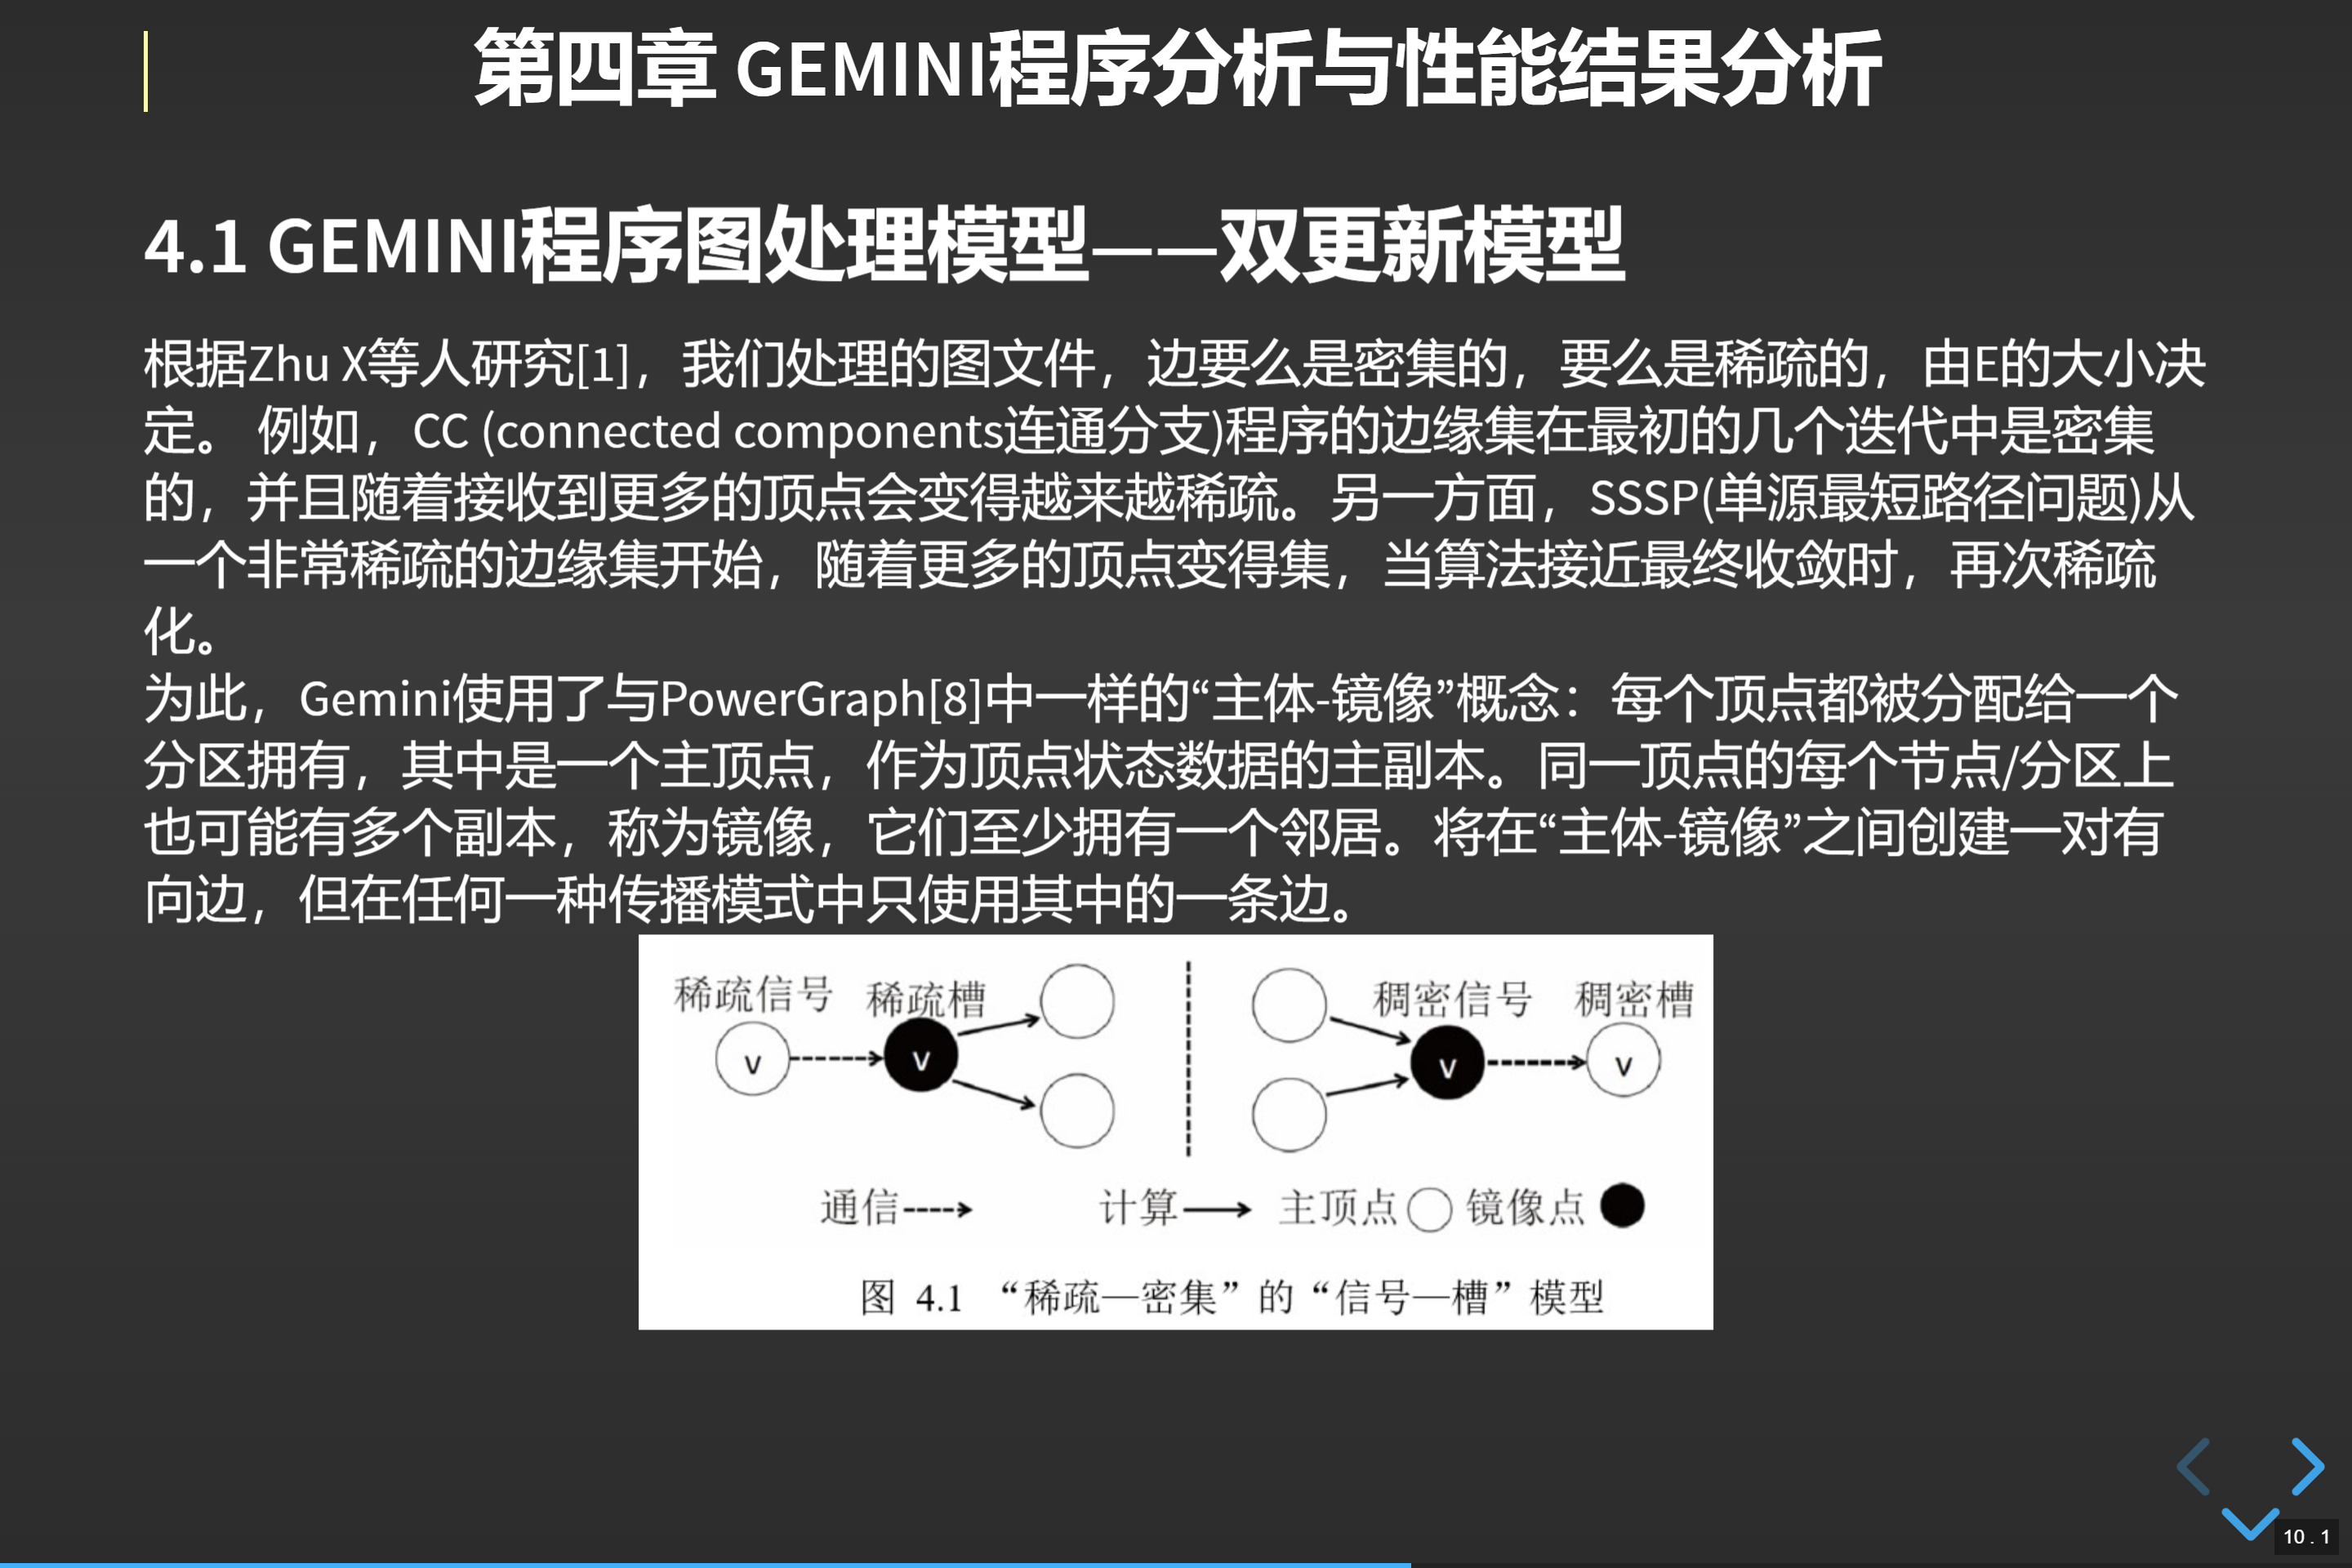 第四章 GEMINI程序分析与性能结果分析
4.1 GEMINI程序图处理模型——双更新模型
根据Zhu X等人研究[1]，我们处理的图文件，边要么是密集的，要么是稀疏的，由E的大小决
定。 例如，CC (connected components连通分支)程序的边缘集在最初的几个迭代中是密集
的，并且随着接收到更多的顶点会变得越来越稀疏。另一方面，SSSP(单源最短路径问题)从
一个非常稀疏的边缘集开始，随着更多的顶点变得集，当算法接近最终收敛时，再次稀疏
化。
为此，Gemini使用了与PowerGraph[8]中一样的“主体-镜像”概念：每个顶点都被分配给一个
分区拥有，其中是一个主顶点，作为顶点状态数据的主副本。同一顶点的每个节点/分区上
也可能有多个副本，称为镜像，它们至少拥有一个邻居。将在“主体-镜像”之间创建一对有
向边，但在任何一种传播模式中只使用其中的一条边。
稀疏信号 稀疏槽 稠密信号 稠密槽
v v v v
通信 计算 主顶点 镜像点
图 4.1 “稀疏—密集”的“信号—槽”模型
10 . 1